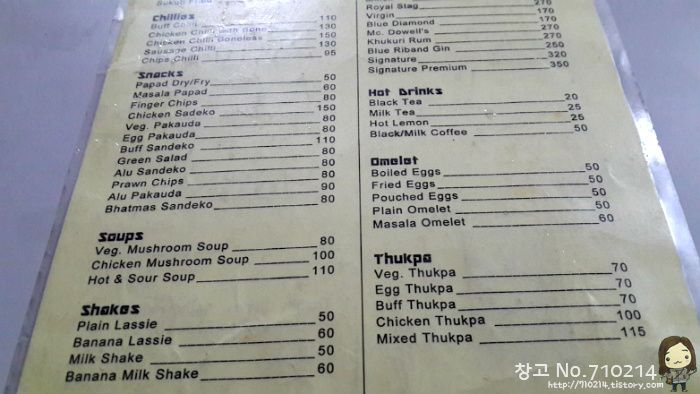 Chillies
Buff Chilli 110
Chicken Chilli with Bone 130
Chicken Chilli Boneless 150
Sausage Chilli 130
Chips Chilli 95
Snacks
Papad Dry/Fry 50
Masala Papad 60
Finger Chips 80
Chicken Sadeko 150
Veg. Pakauda 80
Egg Pakauda 80
Buff Sandeko 110
Green Salad 80
Alu Sandeko 80
Prawn Chips 80
Alu Pakauda 90
Bhatmas Sandeko 80
Soups
Veg. Mushroom Soup 80
Chicken Mushroom Soup 100
Hot & Sour Soup 110
Shakes
Plain Lassie 50
Banana Lassie 60
Milk Shake 50
Banana Milk Shake 60
Royal Stag 270
Virgin 170
Blue Diamond 170
Mc. Dowell's 270
Khukuri Rum 270
Blue Riband Gin 250
Signature 320
Signature Premium 350
Hot Drinks
Black Tea 20
Milk Tea 25
Hot Lemon 25
Black/Milk Coffee 50
Omelet
Boiled Eggs 50
Fried Eggs 50
Pouched Eggs 50
Plain Omelet 50
Masala Omelet 60
Thukpa
Veg. Thukpa 70
Egg Thukpa 70
Buff Thukpa 70
Chicken Thukpa 100
Mixed Thukpa 115
창고 No.710214
http://710214.tistory.com/